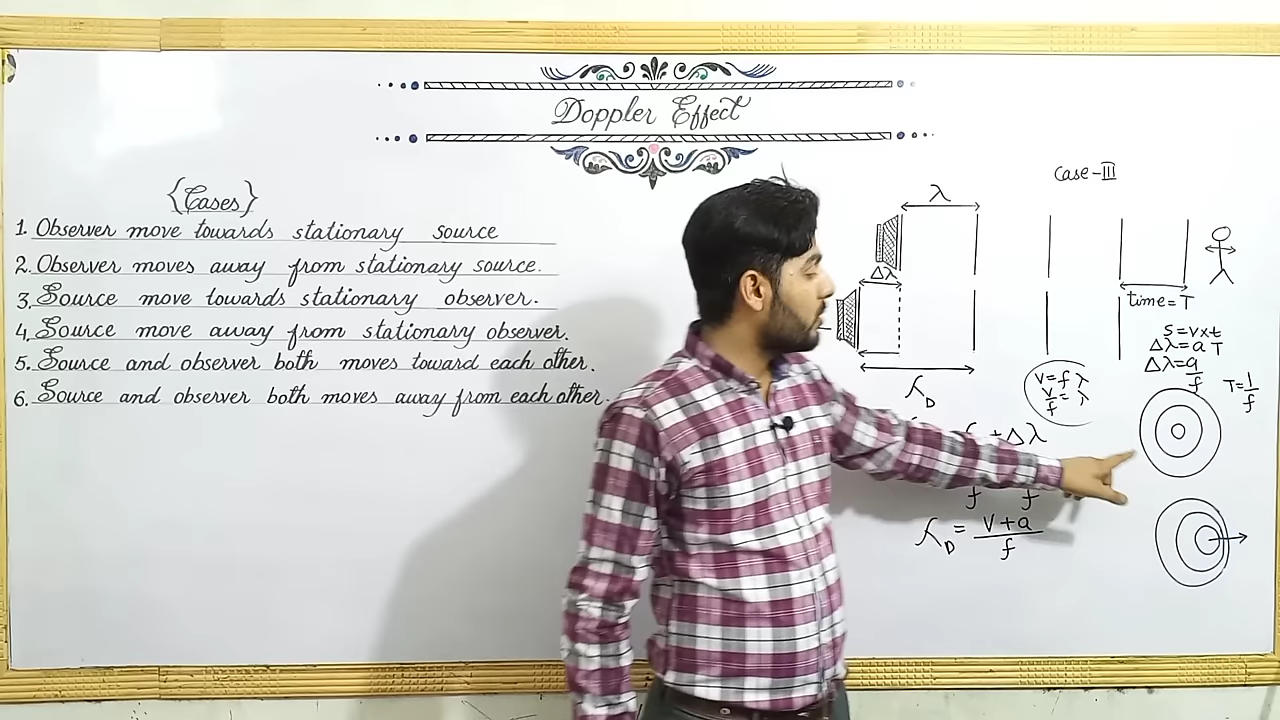 Doppler Effect
{Cases}
1. Observer move towards stationary source
2. Observer moves away from stationary source.
3. Source move towards stationary observer.
4. Source move away from stationary observer.
5. Source and observer both moves toward each other.
6. Source and observer both moves away from each other.
Case-III
λ
Δλ
time=T
S=v×t
Δλ=a T
Δλ=a/f
T=1/f
v=fλ
v/f=λ
λD
+Δλ
f f
λD = v+a/f